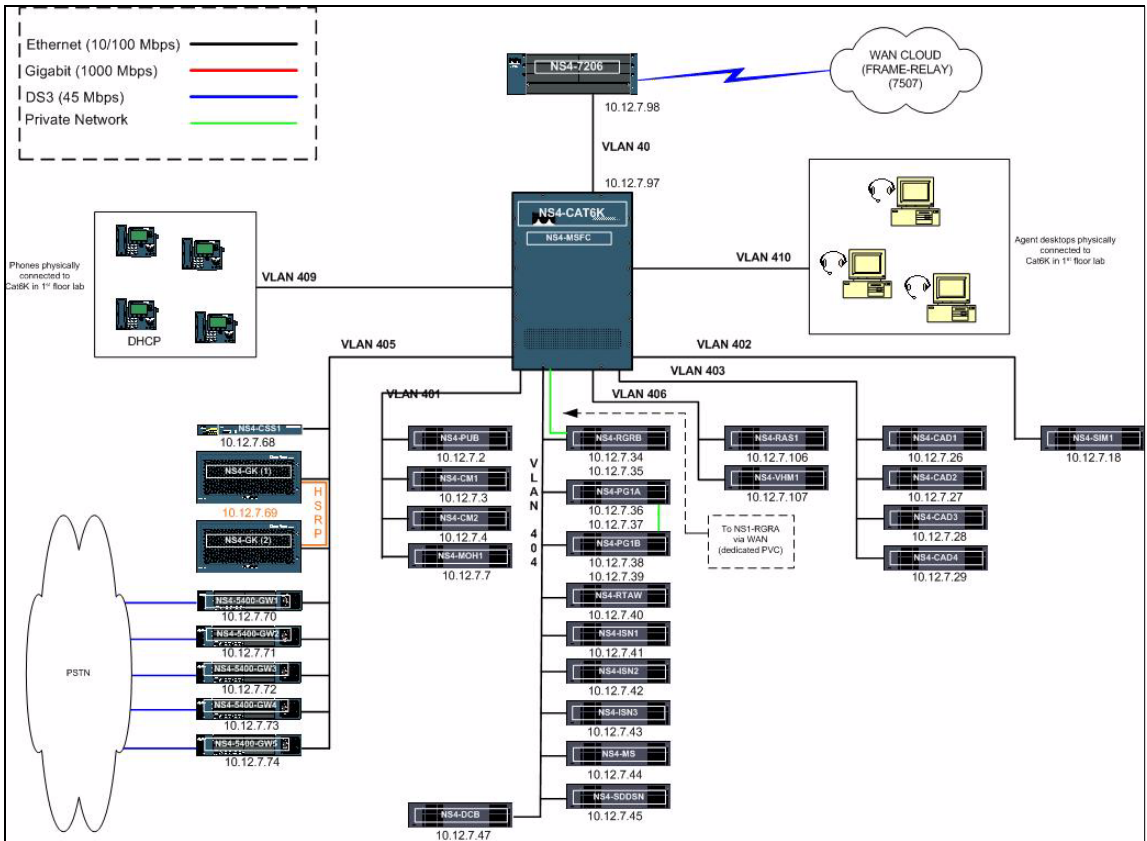 Ethernet (10/100 Mbps)
Gigabit (1000 Mbps)
DS3 (45 Mbps)
Private Network
NS4-7206
10.12.7.98
WAN CLOUD
(FRAME-RELAY)
(7507)
VLAN 40
10.12.7.97
NS4-CAT6K
NS4-MSFC
Phones physically
connected to
Cat6K in 1st floor lab
DHCP
VLAN 409
VLAN 410
Agent desktops physically
connected to
Cat6K in 1st floor lab
VLAN 405
VLAN 402
VLAN 403
VLAN 401
VLAN 406
VLAN 404
NS4-CSS1
10.12.7.68
NS4-GK (1)
10.12.7.69
NS4-GK (2)
HSRP
PSTN
NS4-5400-GW1
10.12.7.70
NS4-5400-GW2
10.12.7.71
NS4-5400-GW3
10.12.7.72
NS4-5400-GW4
10.12.7.73
NS4-5400-GW5
10.12.7.74
NS4-PUB
10.12.7.2
NS4-CM1
10.12.7.3
NS4-CM2
10.12.7.4
NS4-MOH1
10.12.7.7
NS4-RGRB
10.12.7.34
10.12.7.35
NS4-PG1A
10.12.7.36
10.12.7.37
NS4-PG1B
10.12.7.38
10.12.7.39
NS4-RTAW
10.12.7.40
NS4-ISN1
10.12.7.41
NS4-ISN2
10.12.7.42
NS4-ISN3
10.12.7.43
NS4-MS
10.12.7.44
NS4-SDDSN
10.12.7.45
NS4-DCB
10.12.7.47
NS4-RAS1
10.12.7.106
NS4-VHM1
10.12.7.107
To NS1-RGRA
via WAN
(dedicated PVC)
NS4-CAD1
10.12.7.26
NS4-CAD2
10.12.7.27
NS4-CAD3
10.12.7.28
NS4-CAD4
10.12.7.29
NS4-SIM1
10.12.7.18